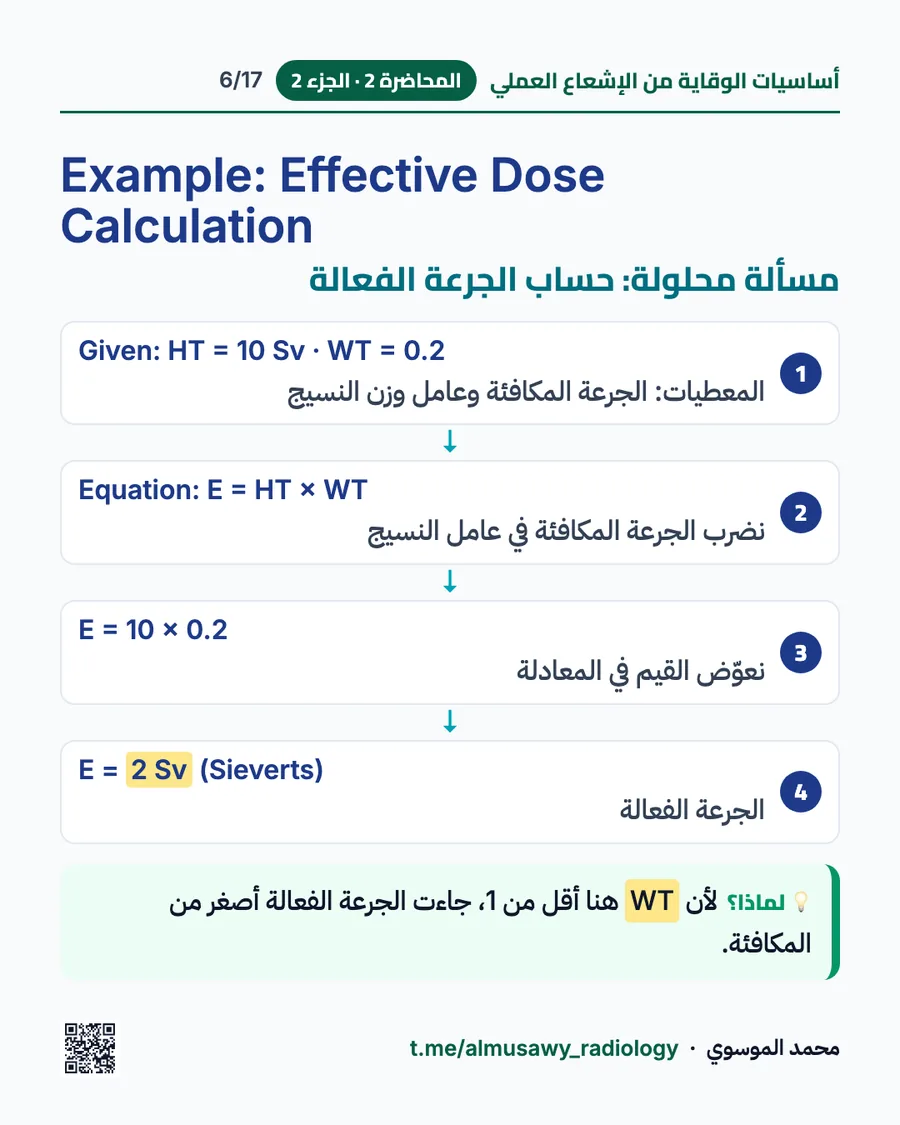 أساسيات الوقاية من الإشعاع العملي المحاضرة 2 · الجزء 2 6/17
Example: Effective Dose
Calculation
مسألة محلولة: حساب الجرعة الفعالة
1
Given: HT = 10 Sv · WT = 0.2
المعطيات: الجرعة المكافئة وعامل وزن النسيج
↓
2
Equation: E = HT × WT
نضرب الجرعة المكافئة في عامل النسيج
↓
3
E = 10 × 0.2
نعوّض القيم في المعادلة
↓
4
E = 2 Sv (Sieverts)
الجرعة الفعالة
💡 لماذا؟ لأن WT هنا أقل من 1، جاءت الجرعة الفعالة أصغر من
المكافئة.
محمد الموسوي · t.me/almusawy_radiology